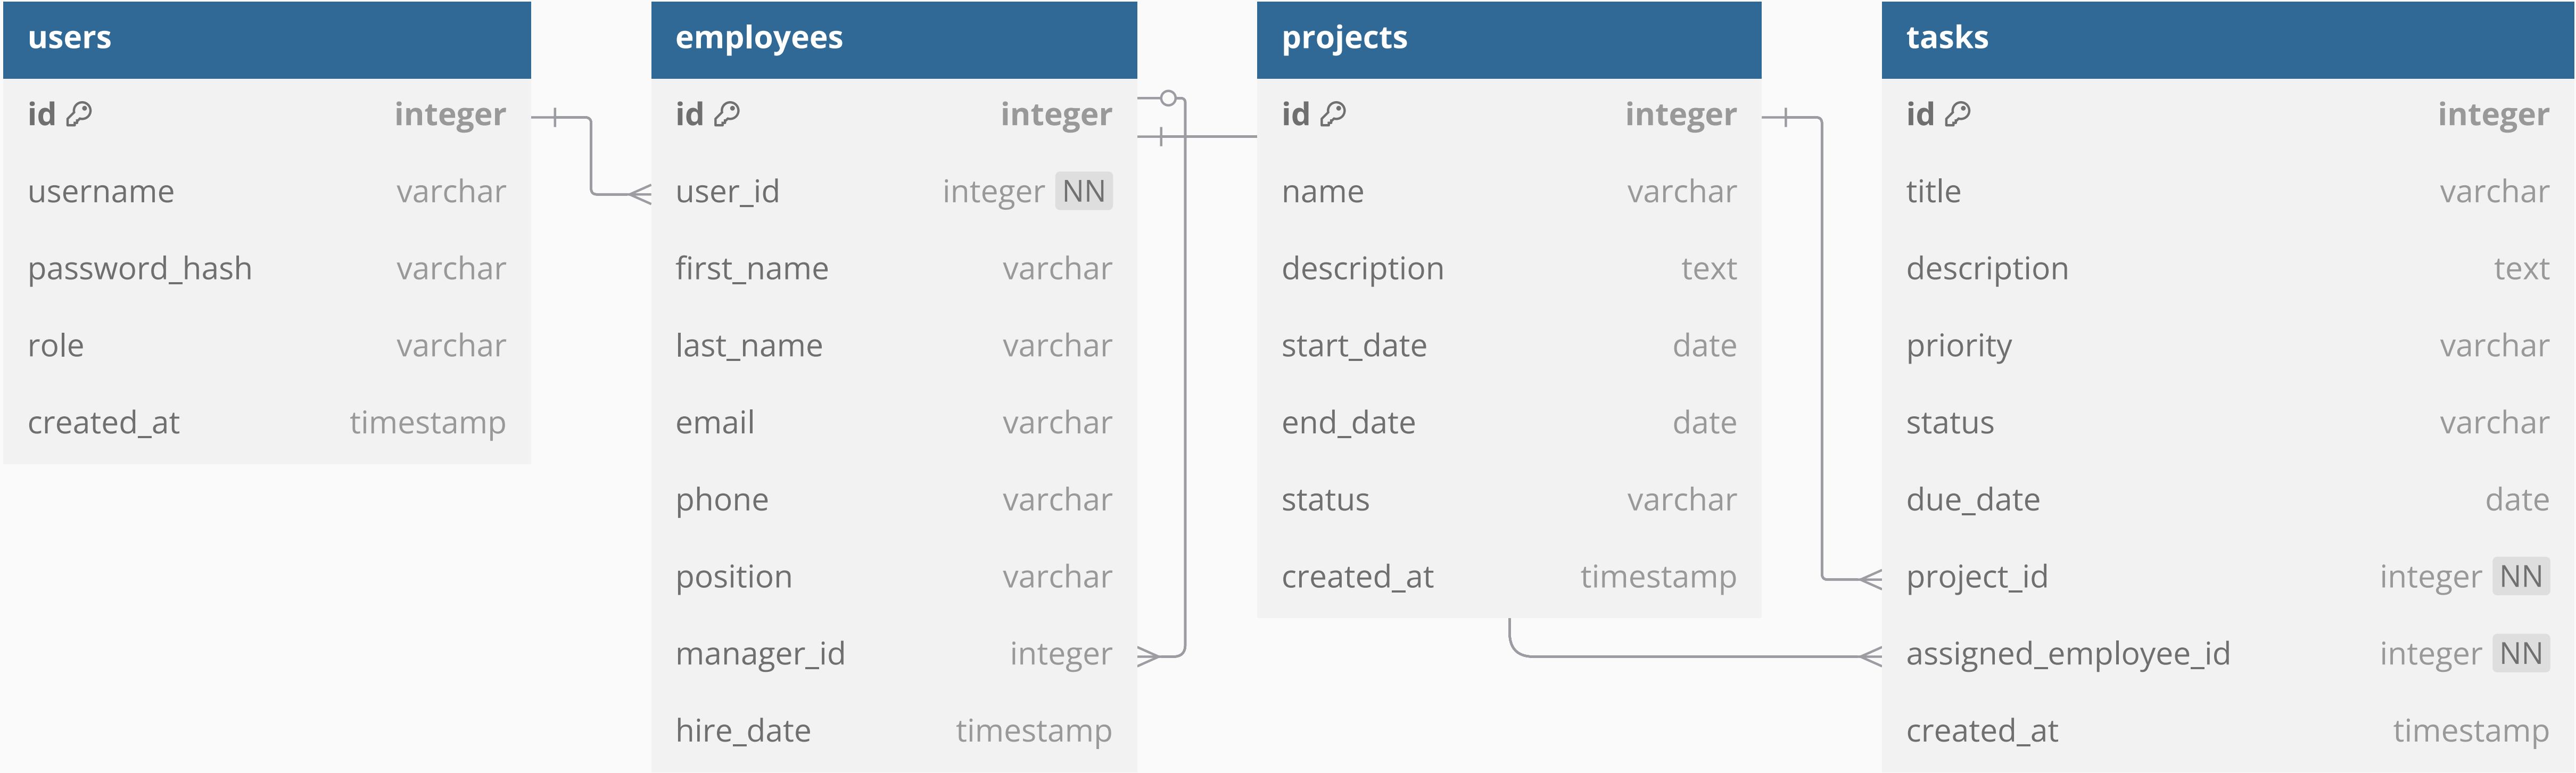 users
id integer
username varchar
password_hash varchar
role varchar
created_at timestamp
employees
id integer
user_id integer NN
first_name varchar
last_name varchar
email varchar
phone varchar
position varchar
manager_id integer
hire_date timestamp
projects
id integer
name varchar
description text
start_date date
end_date date
status varchar
created_at timestamp
tasks
id integer
title varchar
description text
priority varchar
status varchar
due_date date
project_id integer NN
assigned_employee_id integer NN
created_at timestamp